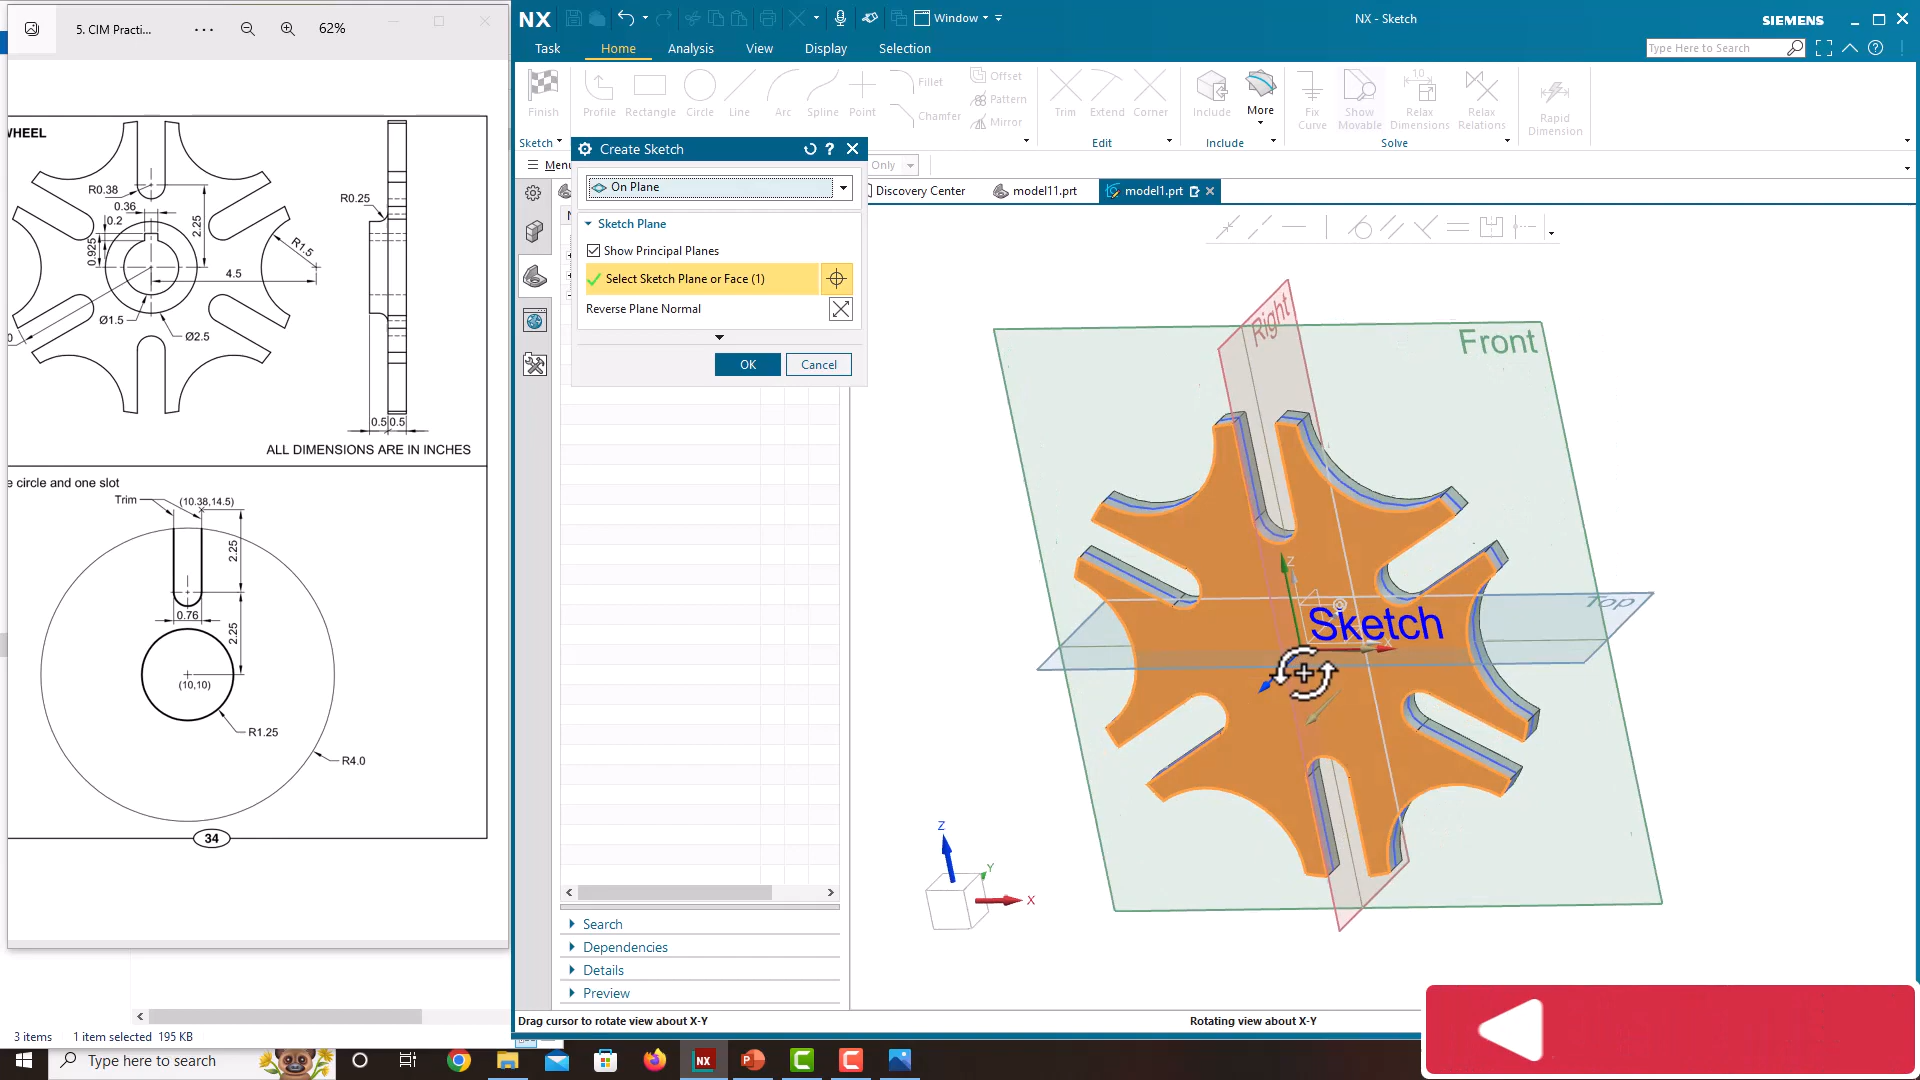 5. CIM Practi...
62%
WHEEL
R0.38
0.36
0.2
0.925
2.25
R1.5
4.5
Ø1.5
Ø2.5
0
R0.25
0.5
0.5
ALL DIMENSIONS ARE IN INCHES
e circle and one slot
Trim
(10.38,14.5)
2.25
0.76
2.25
(10,10)
R1.25
R4.0
34
3 items
1 item selected 195 KB
NX
Window
NX - Sketch
SIEMENS
Task
Home
Analysis
View
Display
Selection
Type Here to Search
Finish
Profile
Rectangle
Circle
Line
Arc
Spline
Point
Fillet
Chamfer
Offset
Pattern
Mirror
Trim
Extend
Corner
Include
More
Fix
Curve
Show
Movable
Relax
Dimensions
Relax
Relations
Rapid
Dimension
Sketch
Edit
Include
Solve
Menu
Only
Discovery Center
model11.prt
model1.prt
Create Sketch
On Plane
Sketch Plane
Show Principal Planes
Select Sketch Plane or Face (1)
Reverse Plane Normal
OK
Cancel
Search
Dependencies
Details
Preview
Right
Front
Top
Z
X
Sketch
Z
Y
X
Drag cursor to rotate view about X-Y
Rotating view about X-Y
Type here to search
NX